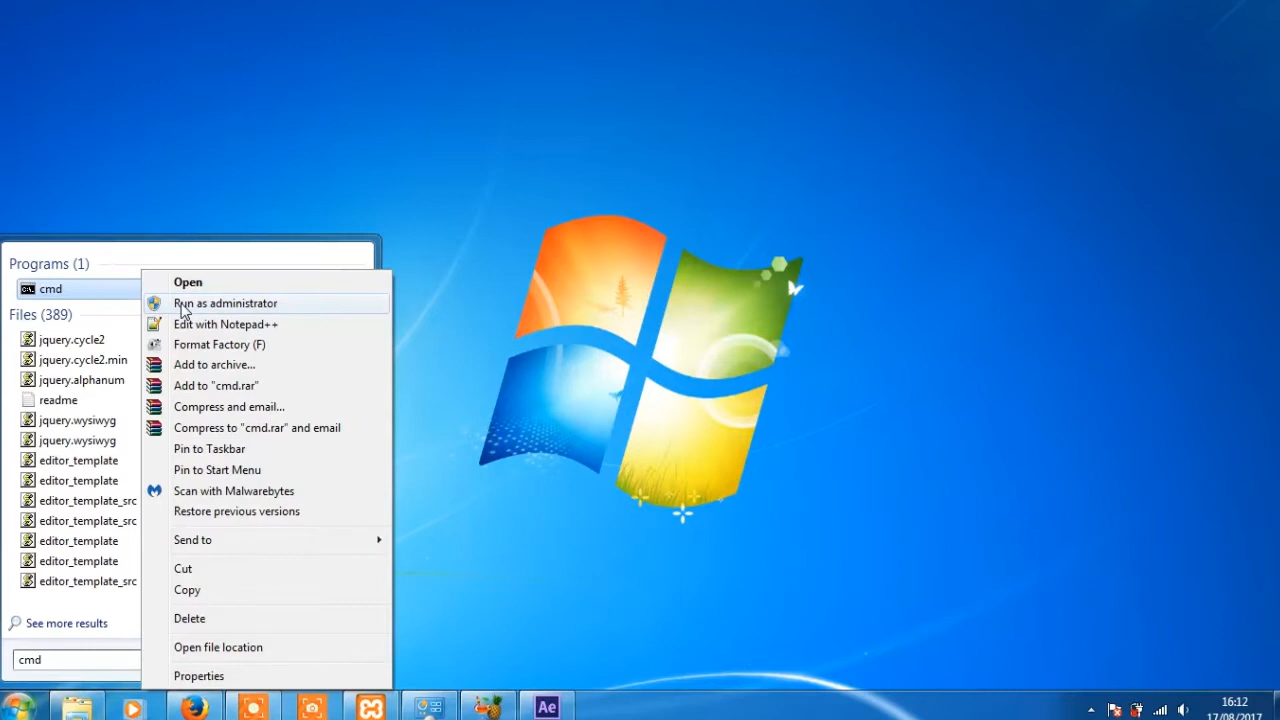 Programs (1)
cmd
Files (389)
jquery.cycle2
jquery.cycle2.min
jquery.alphanum
readme
jquery.wysiwyg
jquery.wysiwyg
editor_template
editor_template
editor_template_src
editor_template_src
editor_template
editor_template
editor_template_src
See more results
cmd
Open
Run as administrator
Edit with Notepad++
Format Factory (F)
Add to archive...
Add to "cmd.rar"
Compress and email...
Compress to "cmd.rar" and email
Pin to Taskbar
Pin to Start Menu
Scan with Malwarebytes
Restore previous versions
Send to
Cut
Copy
Delete
Open file location
Properties
Ae
16:12
17/08/2017